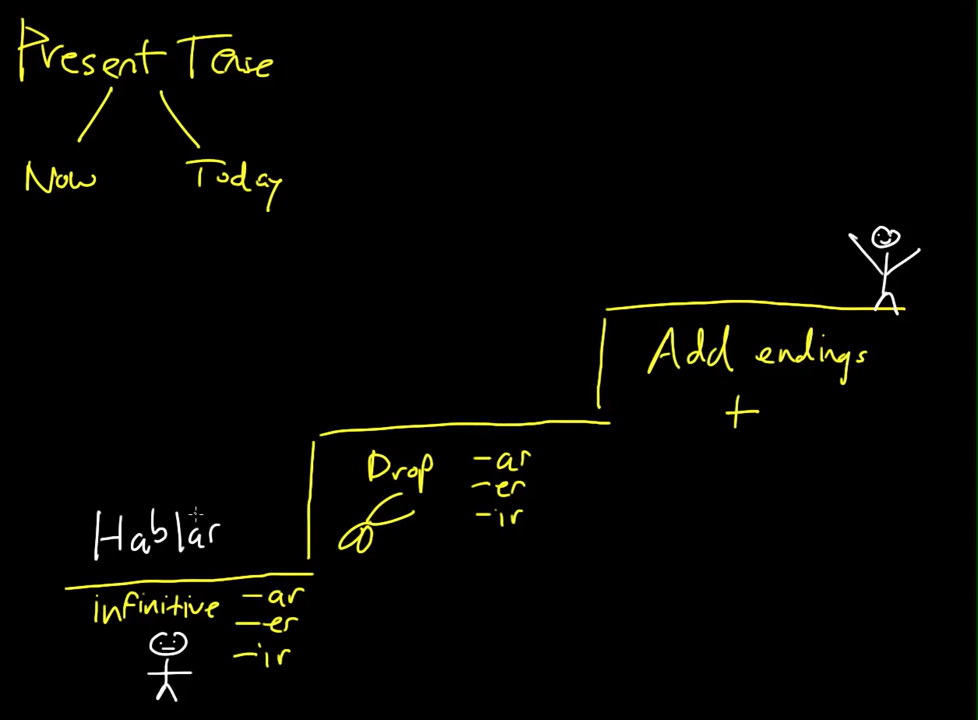 Present Tense
Now Today
Add endings
+
Drop -ar
-er
-ir
Hablar
infinitive -ar
-er
-ir